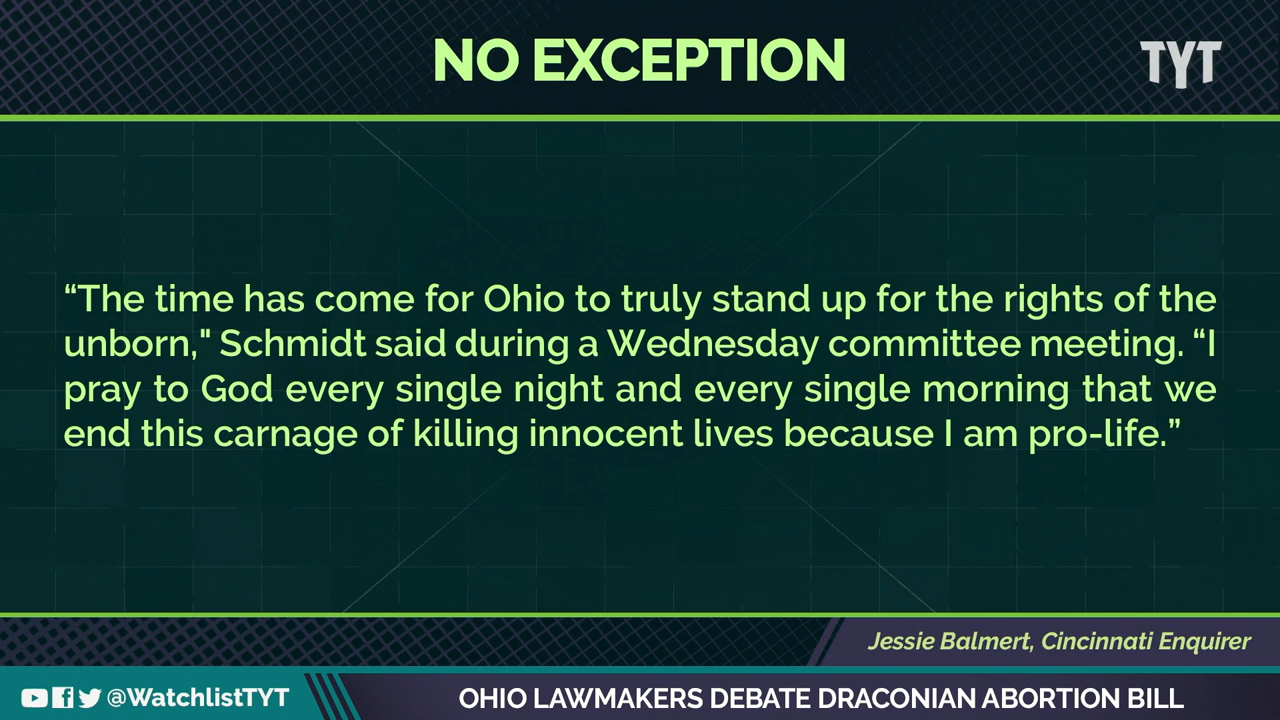 NO EXCEPTION
TYT
“The time has come for Ohio to truly stand up for the rights of the
unborn," Schmidt said during a Wednesday committee meeting. “I
pray to God every single night and every single morning that we
end this carnage of killing innocent lives because I am pro-life.”
Jessie Balmert, Cincinnati Enquirer
@WatchlistTYT
OHIO LAWMAKERS DEBATE DRACONIAN ABORTION BILL